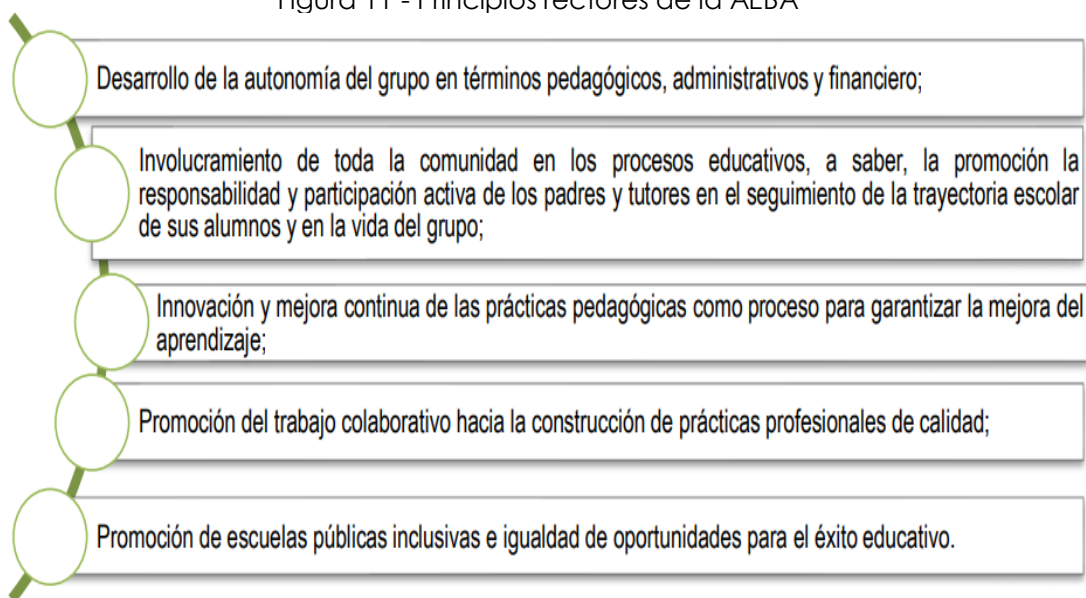 Figura 11 - Principios rectores de la AEBA
Desarrollo de la autonomía del grupo en términos pedagógicos, administrativos y financiero;
Involucramiento de toda la comunidad en los procesos educativos, a saber, la promoción la
responsabilidad y participación activa de los padres y tutores en el seguimiento de la trayectoria escolar
de sus alumnos y en la vida del grupo;
Innovación y mejora continua de las prácticas pedagógicas como proceso para garantizar la mejora del
aprendizaje;
Promoción del trabajo colaborativo hacia la construcción de prácticas profesionales de calidad;
Promoción de escuelas públicas inclusivas e igualdad de oportunidades para el éxito educativo.